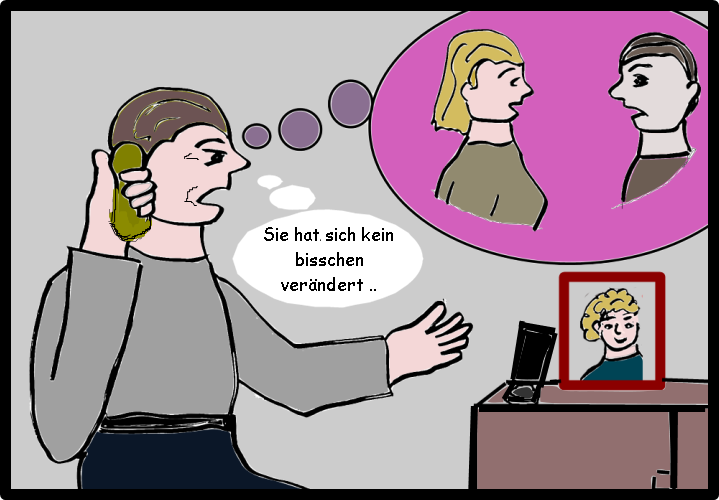 Sie hat sich kein
bisschen
verändert ..